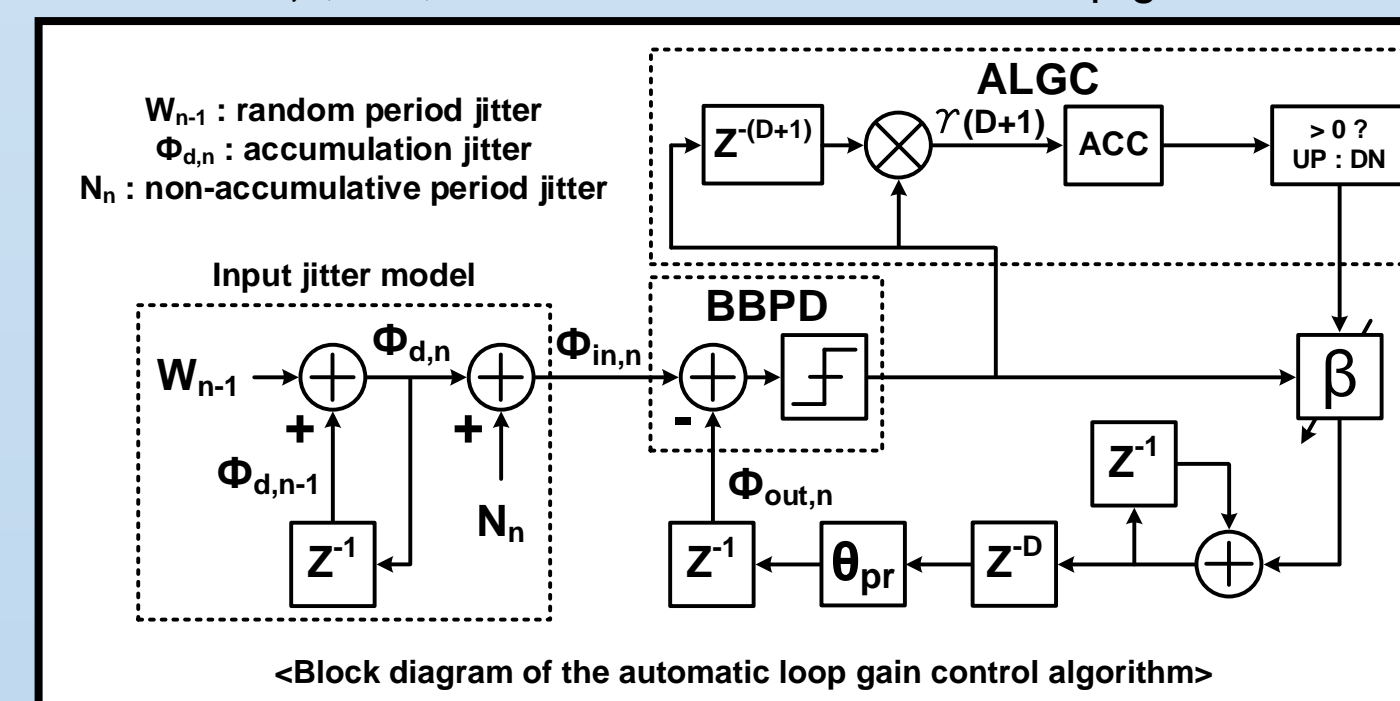 W_{n-1} : random period jitter
Φ_{d,n} : accumulation jitter
N_n : non-accumulative period jitter
ALGC
Z^{-(D+1)}
ϒ(D+1)
ACC
> 0 ?
UP : DN
Input jitter model
BBPD
W_{n-1}
Φ_{d,n}
Φ_{in,n}
+
+
-
β
Φ_{d,n-1}
N_n
Φ_{out,n}
Z^{-1}
Z^{-1}
Z^{-1}
θ_{pr}
Z^{-D}
<Block diagram of the automatic loop gain control algorithm>